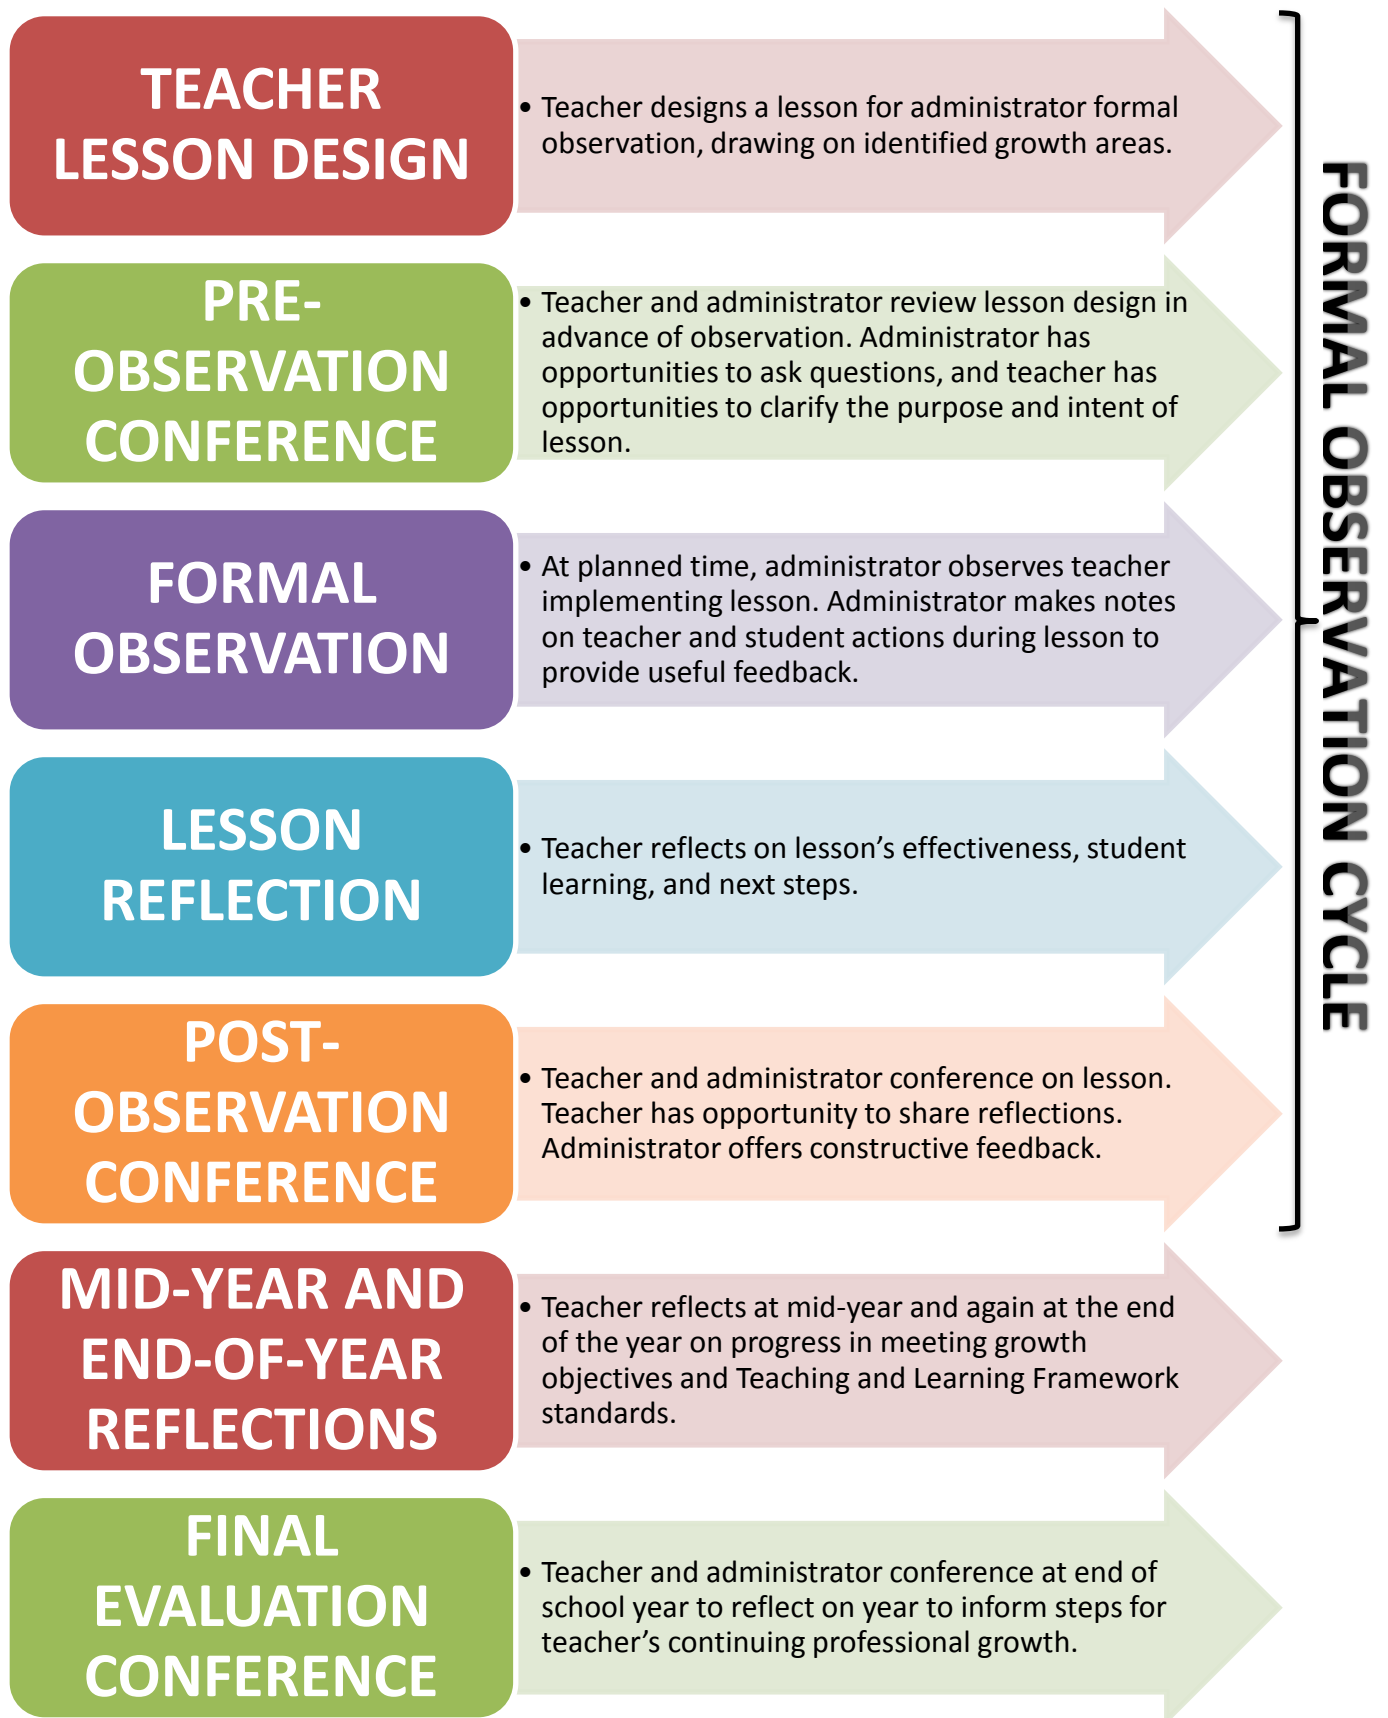 TEACHER
LESSON DESIGN
• Teacher designs a lesson for administrator formal
observation, drawing on identified growth areas.
PRE-
OBSERVATION
CONFERENCE
• Teacher and administrator review lesson design in
advance of observation. Administrator has
opportunities to ask questions, and teacher has
opportunities to clarify the purpose and intent of
lesson.
FORMAL
OBSERVATION
• At planned time, administrator observes teacher
implementing lesson. Administrator makes notes
on teacher and student actions during lesson to
provide useful feedback.
LESSON
REFLECTION
• Teacher reflects on lesson’s effectiveness, student
learning, and next steps.
POST-
OBSERVATION
CONFERENCE
• Teacher and administrator conference on lesson.
Teacher has opportunity to share reflections.
Administrator offers constructive feedback.
FORMAL OBSERVATION CYCLE
MID-YEAR AND
END-OF-YEAR
REFLECTIONS
• Teacher reflects at mid-year and again at the end
of the year on progress in meeting growth
objectives and Teaching and Learning Framework
standards.
FINAL
EVALUATION
CONFERENCE
• Teacher and administrator conference at end of
school year to reflect on year to inform steps for
teacher’s continuing professional growth.